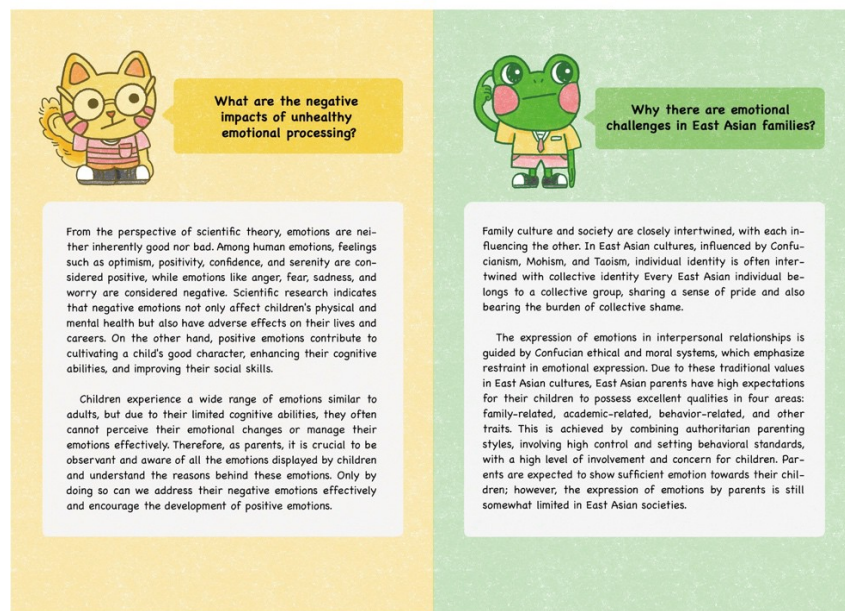 What are the negative
impacts of unhealthy
emotional processing?
From the perspective of scientific theory, emotions are nei-
ther inherently good nor bad. Among human emotions, feelings
such as optimism, positivity, confidence, and serenity are con-
sidered positive, while emotions like anger, fear, sadness, and
worry are considered negative. Scientific research indicates
that negative emotions not only affect children's physical and
mental health but also have adverse effects on their lives and
careers. On the other hand, positive emotions contribute to
cultivating a child's good character, enhancing their cognitive
abilities, and improving their social skills.
Children experience a wide range of emotions similar to
adults, but due to their limited cognitive abilities, they often
cannot perceive their emotional changes or manage their
emotions effectively. Therefore, as parents, it is crucial to be
observant and aware of all the emotions displayed by children
and understand the reasons behind these emotions. Only by
doing so can we address their negative emotions effectively
and encourage the development of positive emotions.
Why there are emotional
challenges in East Asian families?
Family culture and society are closely intertwined, with each in-
fluencing the other. In East Asian cultures, influenced by Confu-
cianism, Mohism, and Taoism, individual identity is often inter-
twined with collective identity Every East Asian individual be-
longs to a collective group, sharing a sense of pride and also
bearing the burden of collective shame.
The expression of emotions in interpersonal relationships is
guided by Confucian ethical and moral systems, which emphasize
restraint in emotional expression. Due to these traditional values
in East Asian cultures, East Asian parents have high expectations
for their children to possess excellent qualities in four areas:
family-related, academic-related, behavior-related, and other
traits. This is achieved by combining authoritarian parenting
styles, involving high control and setting behavioral standards,
with a high level of involvement and concern for children. Par-
ents are expected to show sufficient emotion towards their chil-
dren; however, the expression of emotions by parents is still
somewhat limited in East Asian societies.